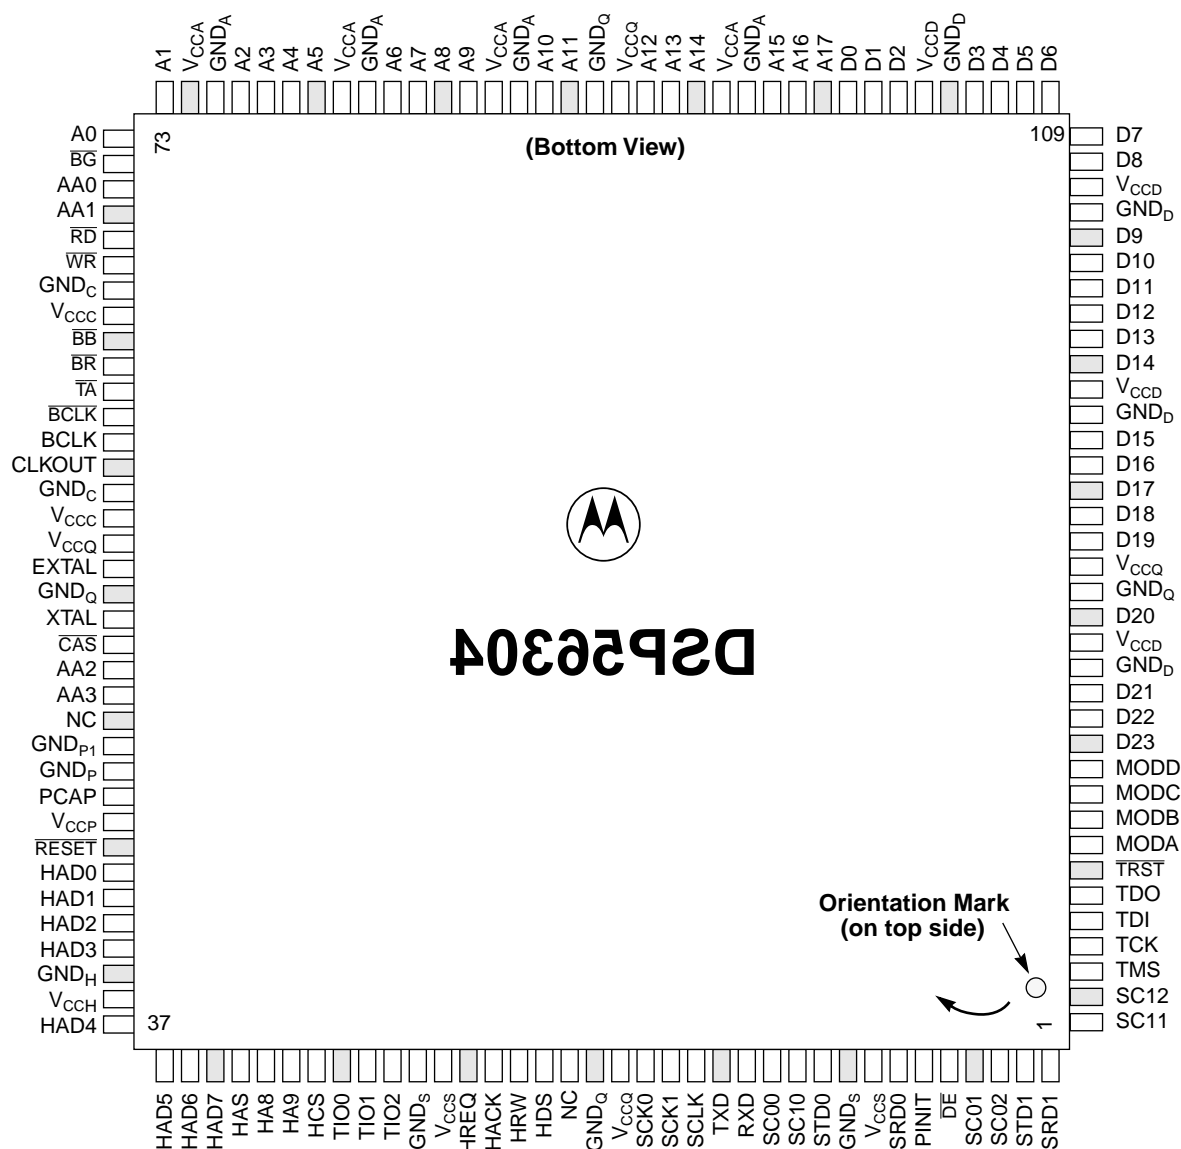 A1
VCCA
GNDA
A2
A3
A4
A5
VCCA
GNDA
A6
A7
A8
A9
VCCA
GNDA
A10
A11
GNDQ
VCCQ
A12
A13
A14
VCCA
GNDA
A15
A16
A17
D0
D1
D2
VCCD
GNDD
D3
D4
D5
D6
73
(Bottom View)
109
A0
BG
AA0
AA1
RD
WR
GNDC
VCCC
BB
BR
TA
BCLK
BCLK
CLKOUT
GNDC
VCCC
VCCQ
EXTAL
GNDQ
XTAL
CAS
AA2
AA3
NC
GNDP1
GNDP
PCAP
VCCP
RESET
HAD0
HAD1
HAD2
HAD3
GNDH
VCCH
HAD4
DSP56304
D7
D8
VCCD
GNDD
D9
D10
D11
D12
D13
D14
VCCD
GNDD
D15
D16
D17
D18
D19
VCCQ
GNDQ
D20
VCCD
GNDD
D21
D22
D23
MODD
MODC
MODB
MODA
TRST
TDO
TDI
TCK
TMS
SC12
SC11
Orientation Mark
(on top side)
37
1
HAD5
HAD6
HAD7
HAS
HA8
HA9
HCS
TIO0
TIO1
TIO2
GNDS
VCCS
HREQ
HACK
HRW
HDS
NC
GNDQ
VCCQ
SCK0
SCK1
SCLK
TXD
RXD
SC00
SC10
STD0
GNDS
VCCS
SRD0
PINIT
DE
SC01
SC02
STD1
SRD1